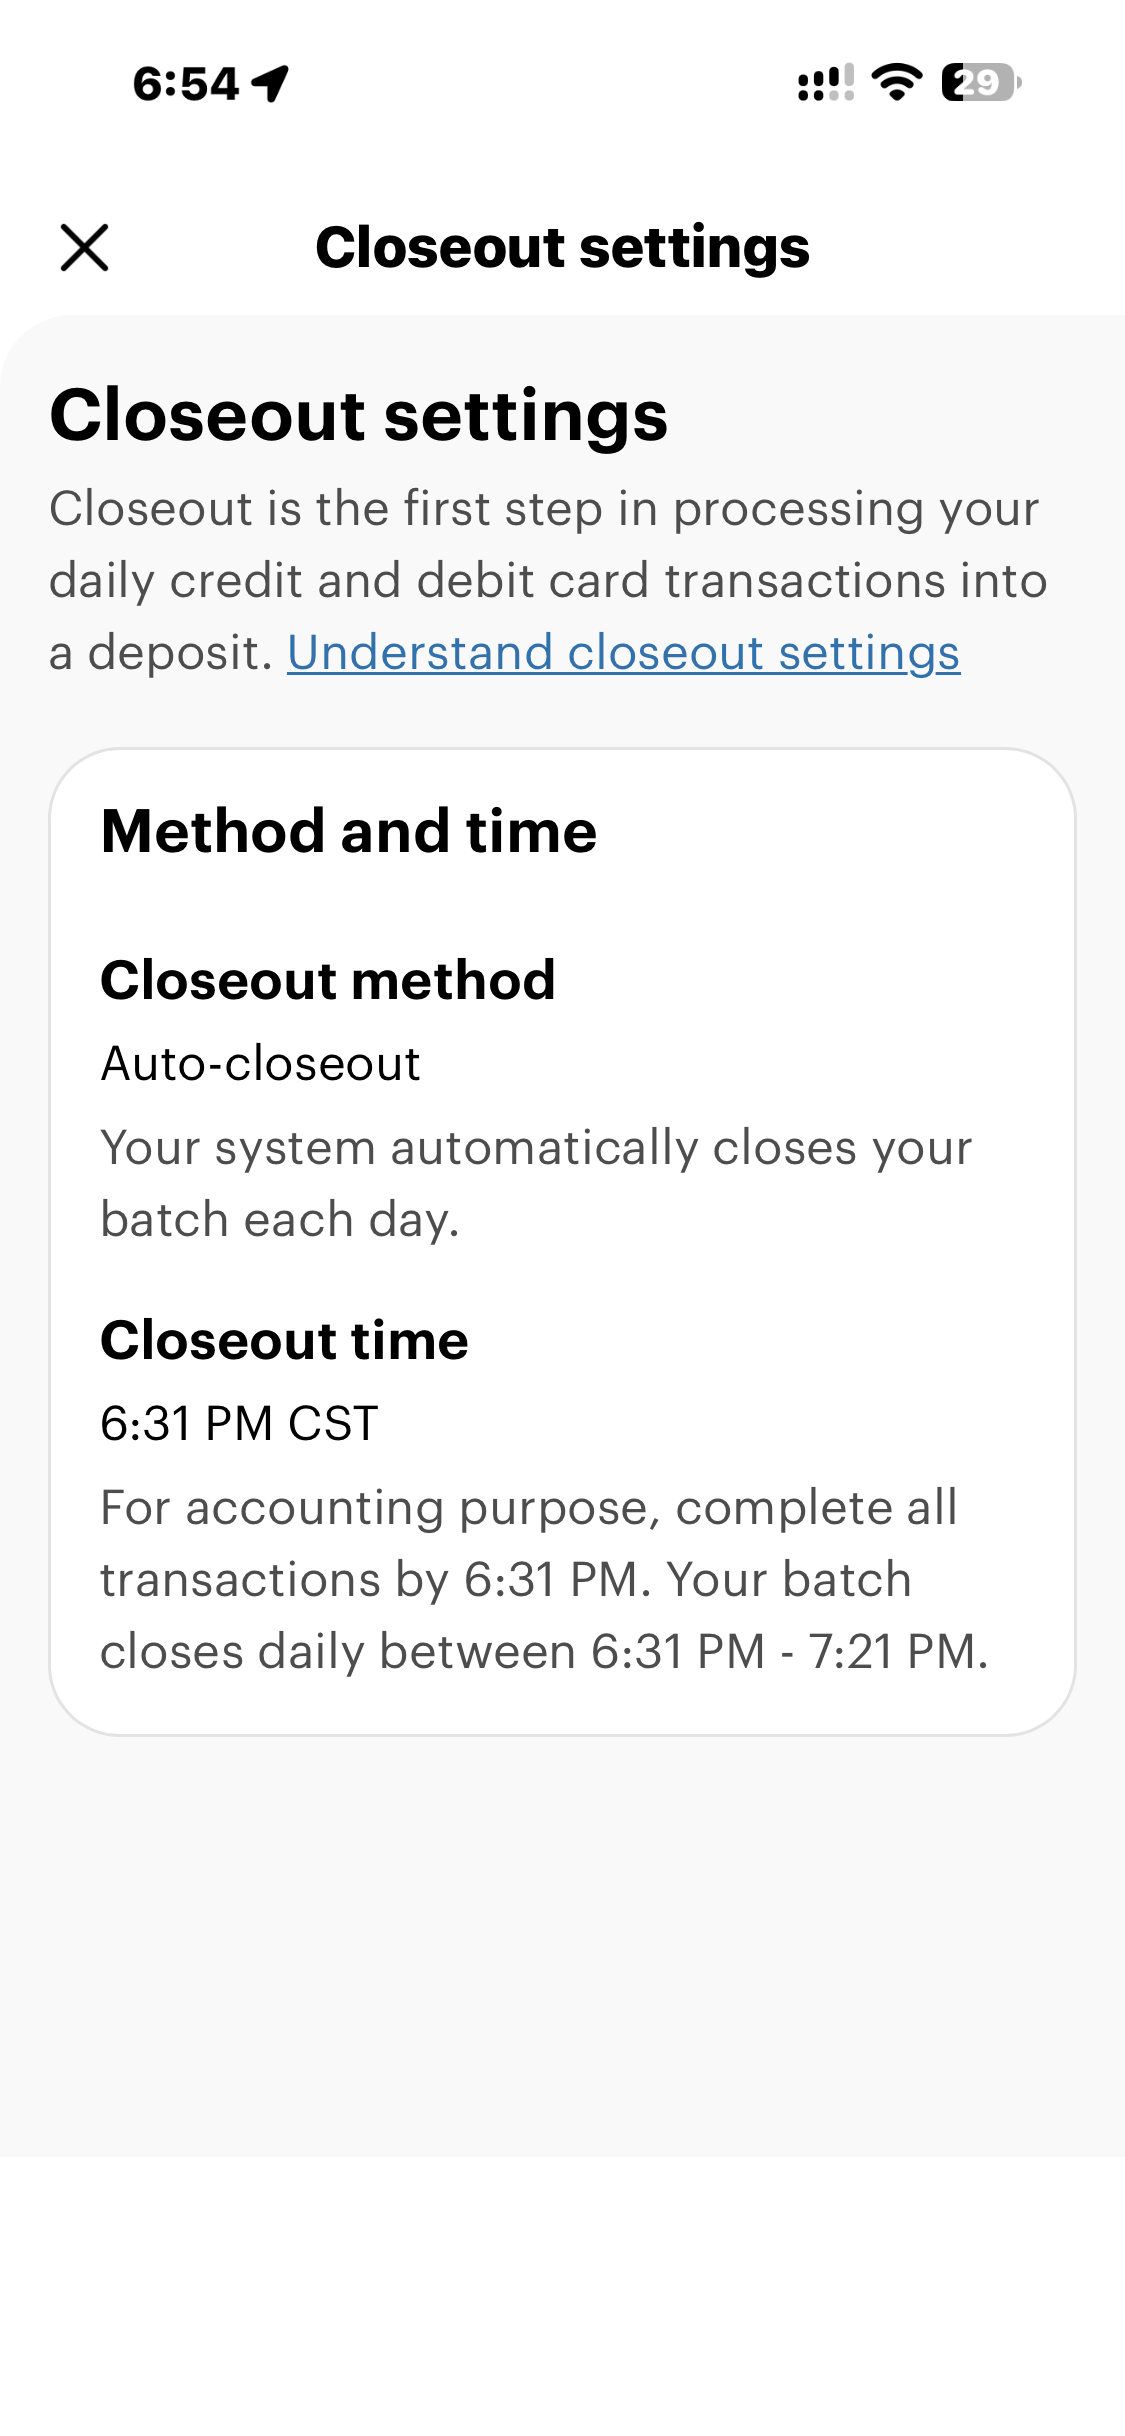 6:54
29
Closeout settings
Closeout settings
Closeout is the first step in processing your
daily credit and debit card transactions into
a deposit. Understand closeout settings
Method and time
Closeout method
Auto-closeout
Your system automatically closes your
batch each day.
Closeout time
6:31 PM CST
For accounting purpose, complete all
transactions by 6:31 PM. Your batch
closes daily between 6:31 PM - 7:21 PM.